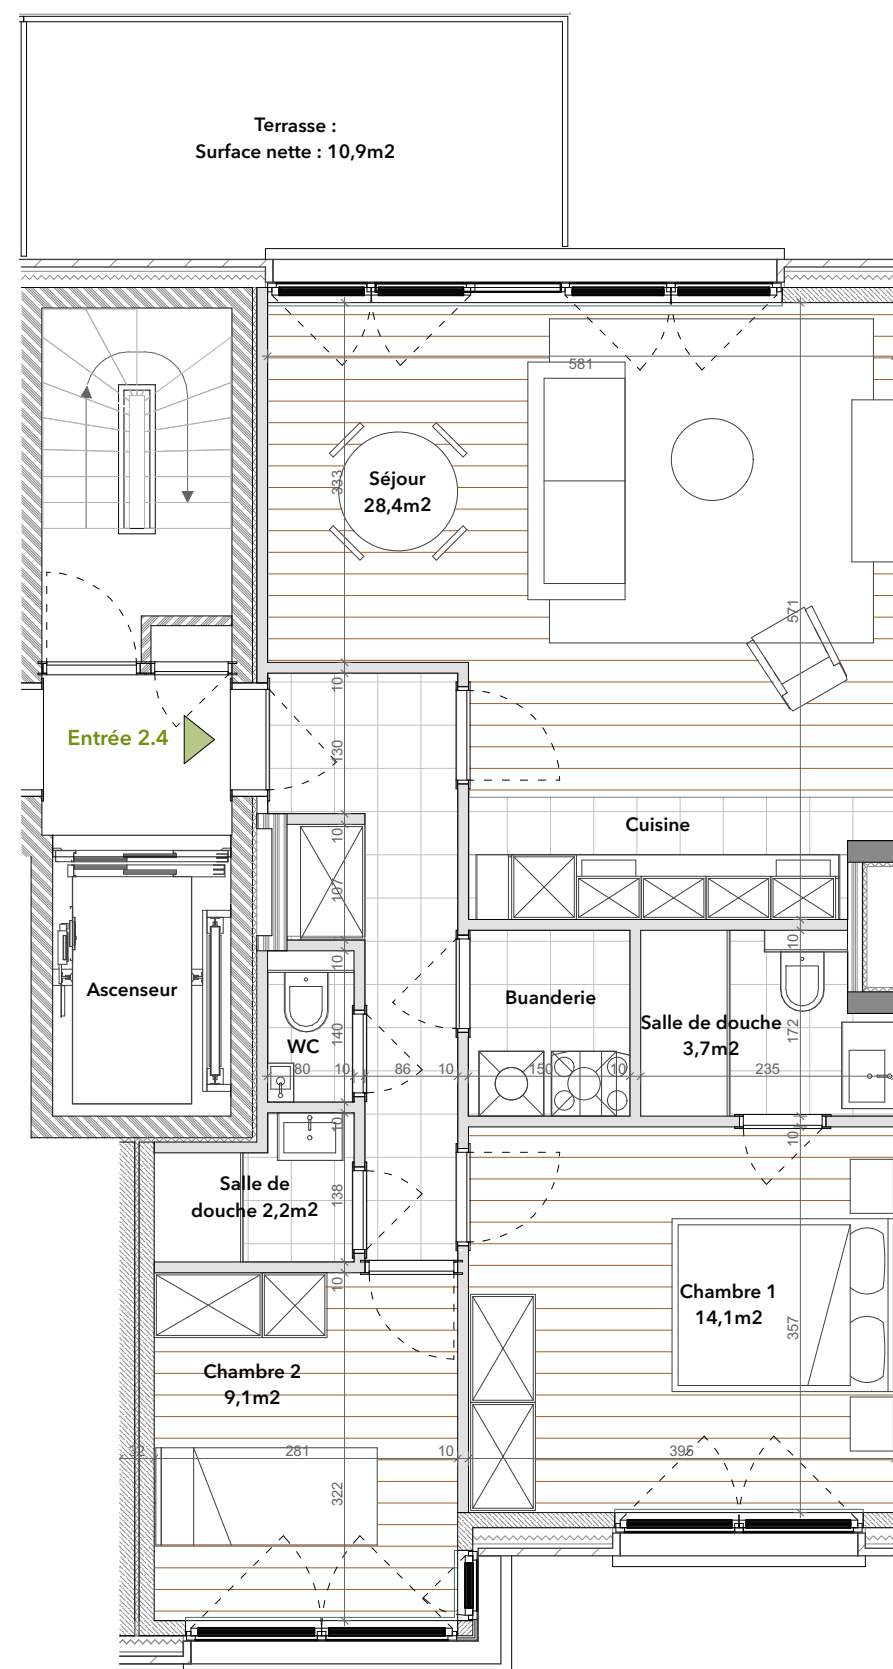 Terrasse :
Surface nette : 10,9m2
581
333
Séjour
28,4m2
571
10
Entrée 2.4
130
Cuisine
10
107
10
10
Ascenseur
Buanderie
Salle de douche
3,7m2
172
140
WC
80
10
86
10
150
10
235
10
10
Salle de
douche 2,2m2
138
10
Chambre 1
14,1m2
357
Chambre 2
9,1m2
32
281
10
395
322